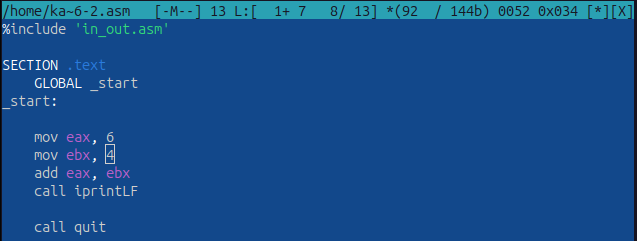 /home/ka~6-2.asm   [-M--] 13 L:[  1+ 7   8/ 13] *(92  / 144b) 0052 0x034 [*][X]
%include 'in_out.asm'

SECTION .text
    GLOBAL _start
_start:

    mov eax, 6
    mov ebx, 4
    add eax, ebx
    call iprintLF

    call quit